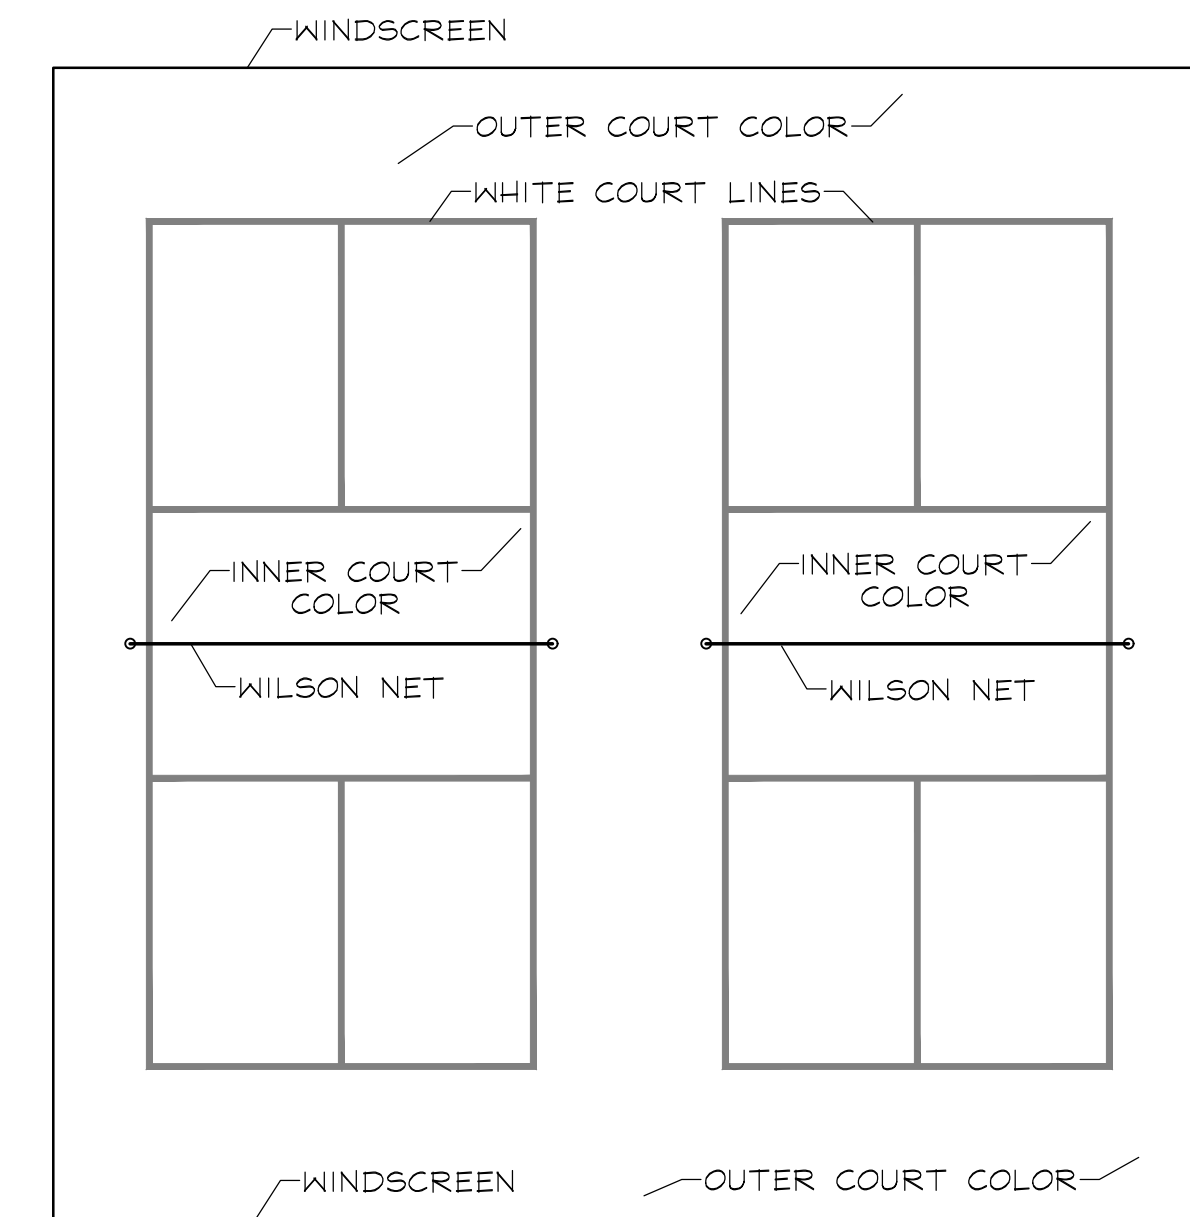 WINDSCREEN
OUTER COURT COLOR
WHITE COURT LINES
INNER COURT
COLOR
INNER COURT
COLOR
WILSON NET
WILSON NET
WINDSCREEN
OUTER COURT COLOR